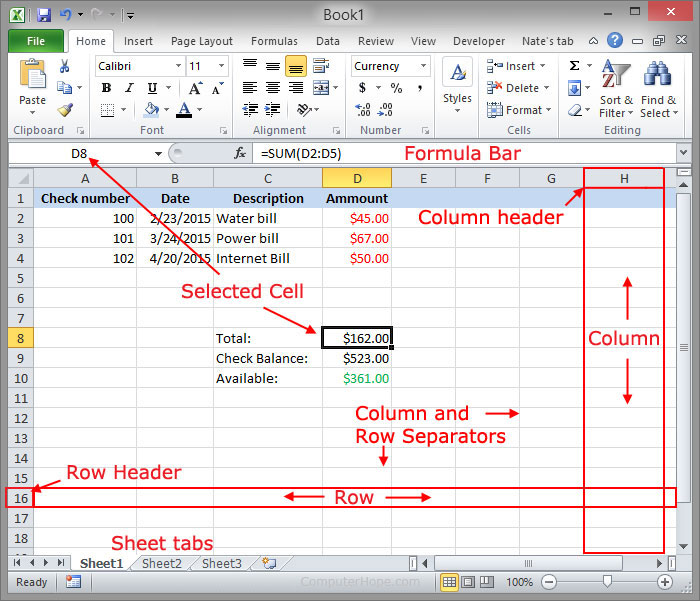 Book1
File Home Insert Page Layout Formulas Data Review View Developer Nate's tab
Calibri 11 Currency Insert Σ
Paste B I U A A $ % , Styles Delete Sort & Find &
Format Filter Select
Clipboard Font Alignment Number Cells Editing
D8 fx =SUM(D2:D5) Formula Bar
A B C D E F G H
1 Check number Date Description Ammount
2 100 2/23/2015 Water bill $45.00 Column header
3 101 3/24/2015 Power bill $67.00
4 102 4/20/2015 Internet Bill $50.00
5
Selected Cell
6
7
8 Total: $162.00 Column
9 Check Balance: $523.00
10 Available: $361.00
11
12 Column and
13 Row Separators
14
15 Row Header
16 Row
17
18
Sheet tabs
Sheet1 Sheet2 Sheet3
Ready ComputerHope.com 100%